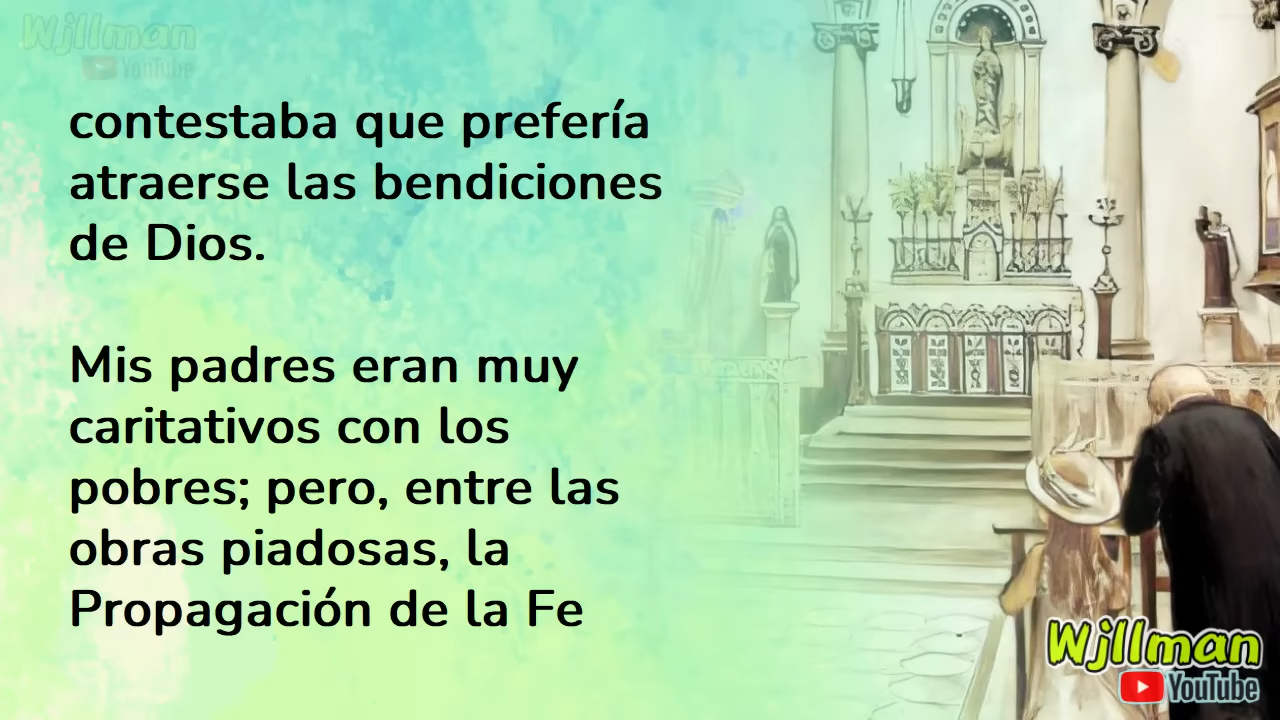 Wjllman
YouTube
contestaba que prefería
atraerse las bendiciones
de Dios.
Mis padres eran muy
caritativos con los
pobres; pero, entre las
obras piadosas, la
Propagación de la Fe
Wjllman
YouTube